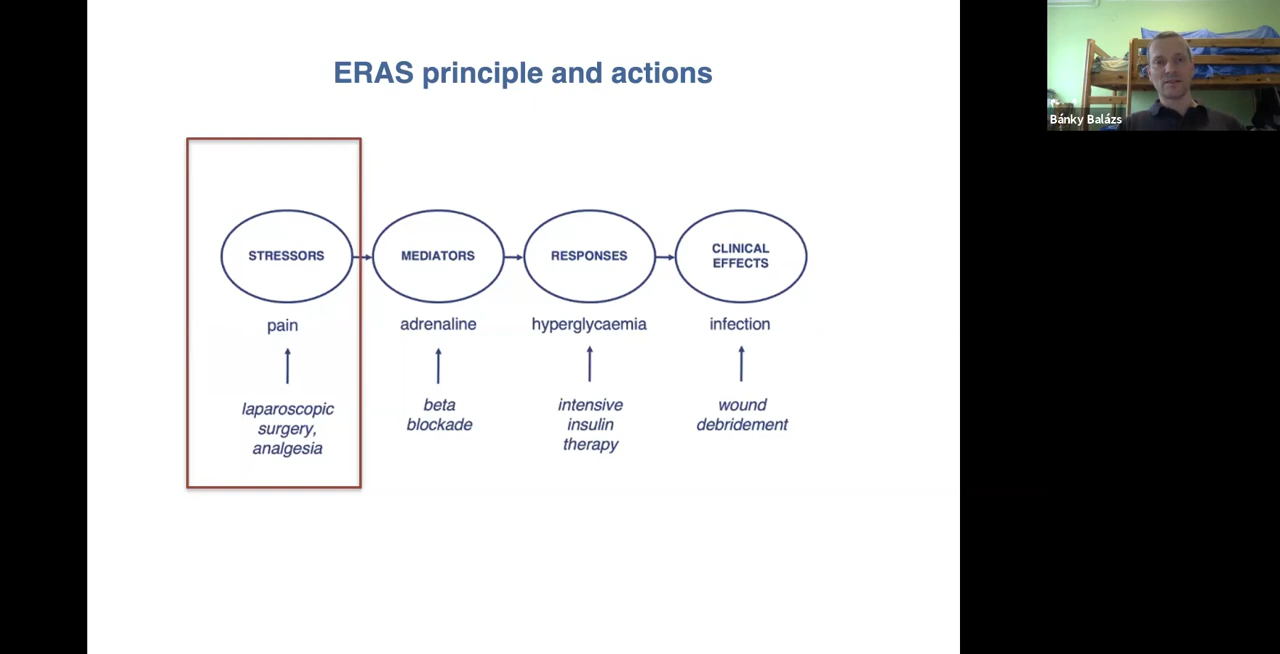 ERAS principle and actions
Bánky Balázs
STRESSORS
MEDIATORS
RESPONSES
CLINICAL
EFFECTS
pain
adrenaline
hyperglycaemia
infection
laparoscopic
surgery,
analgesia
beta
blockade
intensive
insulin
therapy
wound
debridement